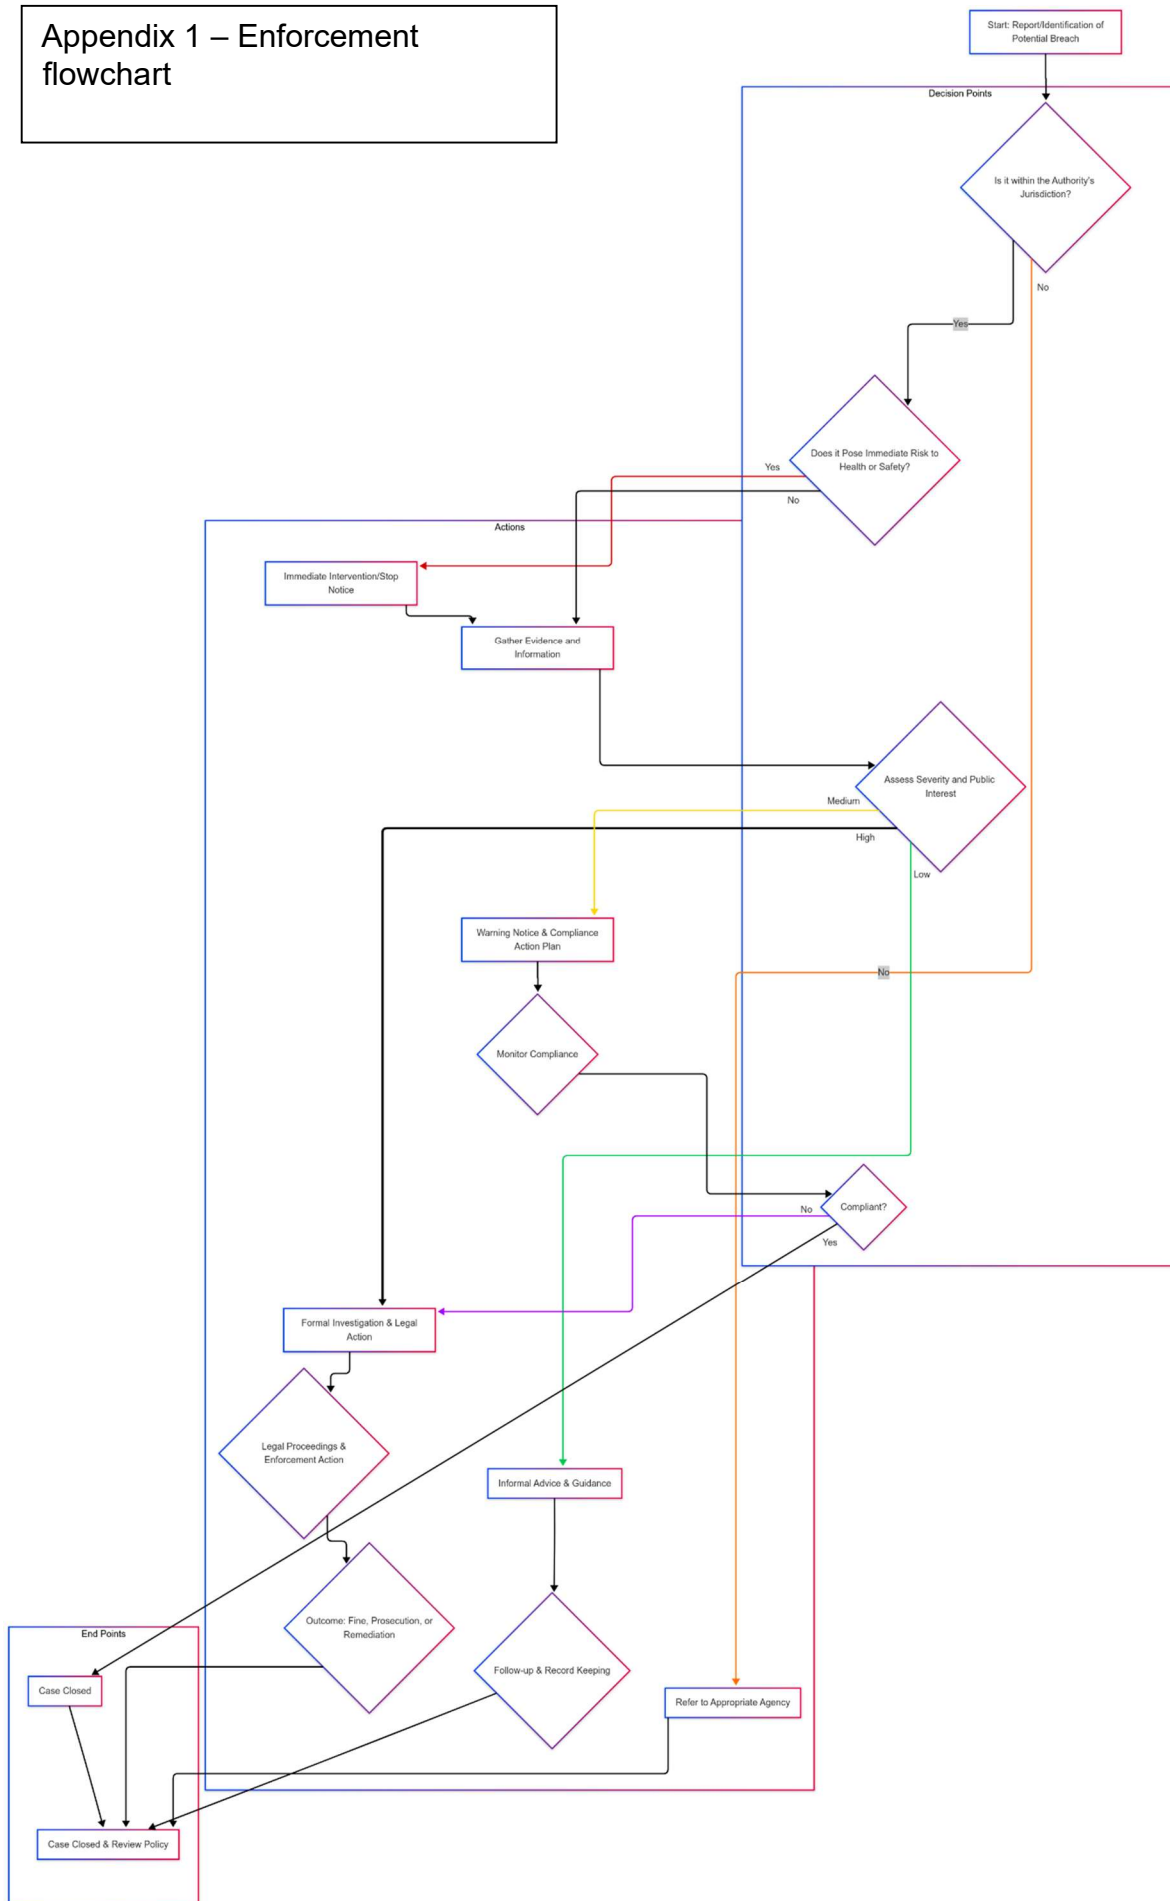 Appendix 1 – Enforcement
flowchart
Start: Report/Identification of
Potential Breach
Decision Points
Is it within the Authority's
Jurisdiction?
No
Yes
Does it Pose Immediate Risk to
Health or Safety?
Yes
No
Actions
Immediate Intervention/Stop
Notice
Gather Evidence and
Information
Assess Severity and Public
Interest
Medium
High
Low
Warning Notice & Compliance
Action Plan
No
Monitor Compliance
Compliant?
No
Yes
Formal Investigation & Legal
Action
Legal Proceedings &
Enforcement Action
Informal Advice & Guidance
Outcome: Fine, Prosecution, or
Remediation
End Points
Follow-up & Record Keeping
Case Closed
Refer to Appropriate Agency
Case Closed & Review Policy